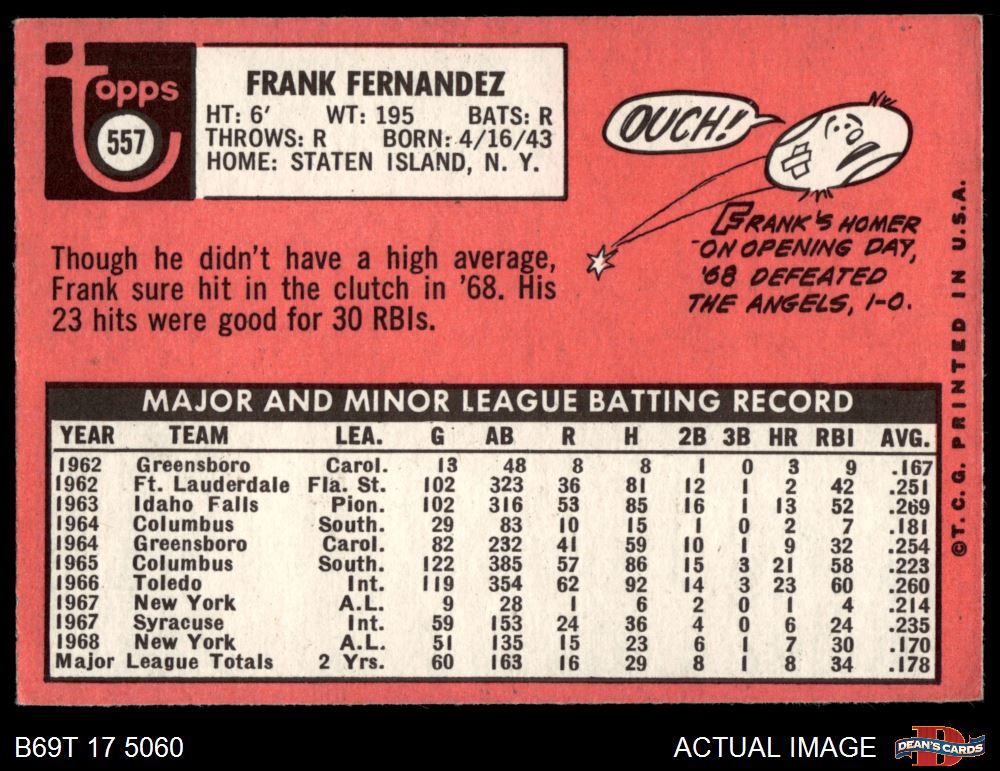 topps
557
FRANK FERNANDEZ
HT: 6' WT: 195 BATS: R
THROWS: R BORN: 4/16/43
HOME: STATEN ISLAND, N. Y.
OUCH!
FRANK'S HOMER
ON OPENING DAY,
'68 DEFEATED
THE ANGELS, 1-0.
Though he didn't have a high average,
Frank sure hit in the clutch in '68. His
23 hits were good for 30 RBIs.
MAJOR AND MINOR LEAGUE BATTING RECORD
YEAR TEAM LEA. G AB R H 2B 3B HR RBI AVG.
1962 Greensboro Carol. 13 48 8 8 1 0 3 9 .167
1962 Ft. Lauderdale Fla. St. 102 323 36 81 12 1 2 42 .251
1963 Idaho Falls Pion. 102 316 53 85 16 1 13 52 .269
1964 Columbus South. 29 83 10 15 1 0 2 7 .181
1964 Greensboro Carol. 82 232 41 59 10 1 9 32 .254
1965 Columbus South. 122 385 57 86 15 3 21 58 .223
1966 Toledo Int. 119 354 62 92 14 3 23 60 .260
1967 New York A.L. 9 28 1 6 2 0 1 4 .214
1967 Syracuse Int. 59 153 24 36 4 0 6 24 .235
1968 New York A.L. 51 135 15 23 6 1 7 30 .170
Major League Totals 2 Yrs. 60 163 16 29 8 1 8 34 .178
©T.C.G. PRINTED IN U.S.A.
B69T 17 5060
ACTUAL IMAGE
D
DEAN'S CARDS